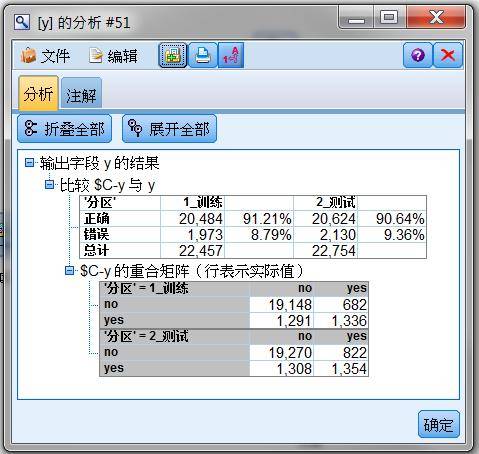 [y] 的分析 #51
文件 编辑
分析 注解
折叠全部 展开全部
输出字段 y 的结果
比较 $C-y 与 y
'分区' 1_训练 2_测试
正确 20,484 91.21% 20,624 90.64%
错误 1,973 8.79% 2,130 9.36%
总计 22,457 22,754
$C-y 的重合矩阵（行表示实际值）
'分区' = 1_训练 no yes
no 19,148 682
yes 1,291 1,336
'分区' = 2_测试 no yes
no 19,270 822
yes 1,308 1,354
确定